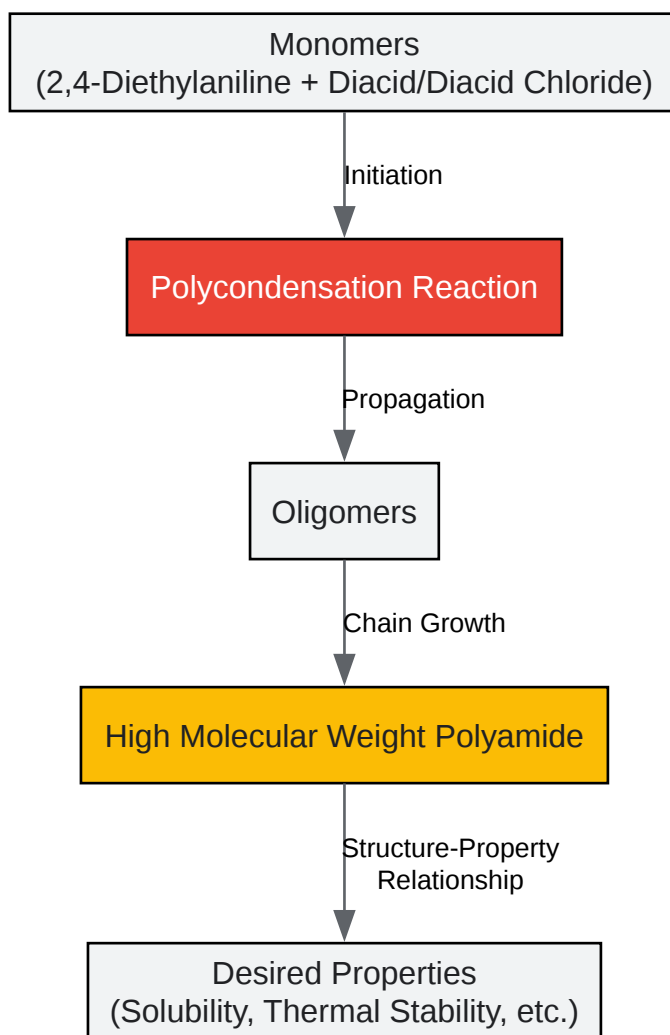 Monomers
(2,4-Diethylaniline + Diacid/Diacid Chloride)
Initiation
Polycondensation Reaction
Propagation
Oligomers
Chain Growth
High Molecular Weight Polyamide
Structure-Property
Relationship
Desired Properties
(Solubility, Thermal Stability, etc.)